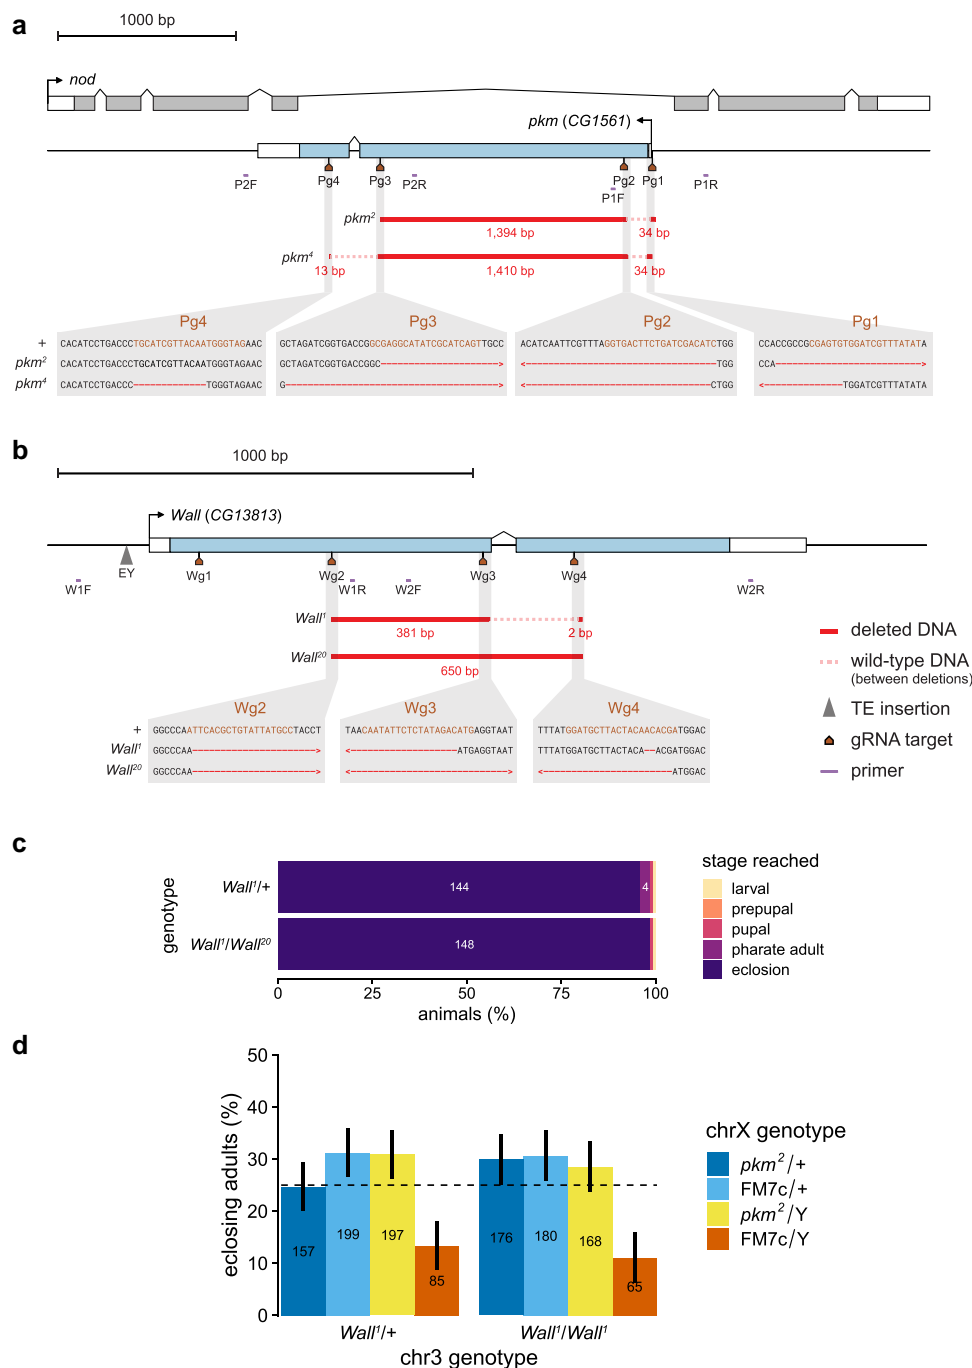 a
1000 bp
nod
pkm (CG1561)
P2F Pg4 Pg3 P2R Pg2 Pg1 P1R
P1F
pkm²
1,394 bp 34 bp
pkm⁴
13 bp 1,410 bp 34 bp
Pg4 Pg3 Pg2 Pg1
+ CACATCCTGACCCTGCATCGTTACAATGGGTAGAAC GCTAGATCGGTGACCGGCGAGGCATATCGCATCAGTTGCC ACATCAATTCGTTTAGGTGACTTCTGATCGACATCTGG CCACCGCCGCGAGTGTGGATCGTTTATATA
pkm² CACATCCTGACCCTGCATCGTTACAATGGGTAGAAC GCTAGATCGGTGACCGGC TGG CCA
pkm⁴ CACATCCTGACCC TGGGTAGAAC G CTGG TGGATCGTTTATATA
b
1000 bp
Wall (CG13813)
EY Wg1 Wg2 Wg3 Wg4
W1F W1R W2F W2R
Wall¹
381 bp 2 bp
Wall²⁰
650 bp
deleted DNA
wild-type DNA
(between deletions)
TE insertion
gRNA target
primer
Wg2 Wg3 Wg4
+ GGCCCAATTCACGCTGTATTATGCCTACCT TAACAATATTCTCTATAGACATGAGGTAAT TTTATGGATGCTTACTACAACACGATGGAC
Wall¹ GGCCCAA ATGAGGTAAT TTTATGGATGCTTACTACA ACGATGGAC
Wall²⁰ GGCCCAA ATGGAC
c
genotype
Wall¹/+
144 4
Wall¹/Wall²⁰
148
0 25 50 75 100
animals (%)
stage reached
larval
prepupal
pupal
pharate adult
eclosion
d
eclosing adults (%)
50
40
30
20
10
0
157 199 197 85 176 180 168 65
Wall¹/+ Wall¹/Wall¹
chr3 genotype
chrX genotype
pkm²/+
FM7c/+
pkm²/Y
FM7c/Y